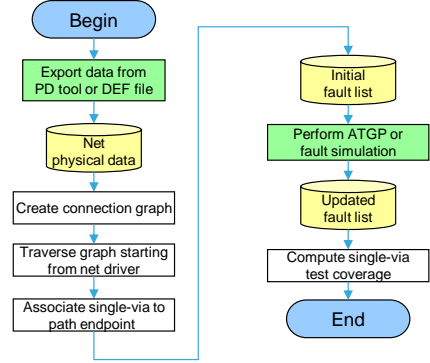 Begin
Export data from
PD tool or DEF file
Net
physical data
Create connection graph
Traverse graph starting
from net driver
Associate single-via to
path endpoint
Initial
fault list
Perform ATGP or
fault simulation
Updated
fault list
Compute single-via
test coverage
End